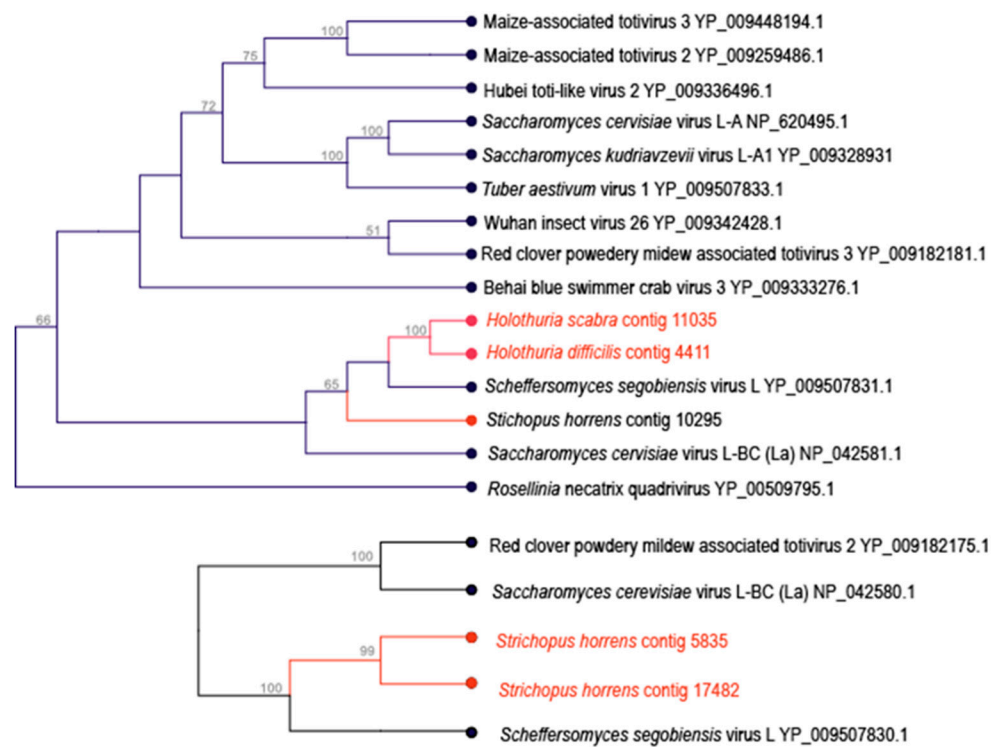 Maize-associated totivirus 3 YP_009448194.1
100
Maize-associated totivirus 2 YP_009259486.1
75
Hubei toti-like virus 2 YP_009336496.1
72
Saccharomyces cervisiae virus L-A NP_620495.1
100
Saccharomyces kudriavzevii virus L-A1 YP_009328931
100
Tuber aestivum virus 1 YP_009507833.1
Wuhan insect virus 26 YP_009342428.1
51
Red clover powedery midew associated totivirus 3 YP_009182181.1
Behai blue swimmer crab virus 3 YP_009333276.1
66
Holothuria scabra contig 11035
100
Holothuria difficilis contig 4411
65
Scheffersomyces segobiensis virus L YP_009507831.1
Stichopus horrens contig 10295
Saccharomyces cervisiae virus L-BC (La) NP_042581.1
Rosellinia necatrix quadrivirus YP_00509795.1
Red clover powdery mildew associated totivirus 2 YP_009182175.1
100
Saccharomyces cerevisiae virus L-BC (La) NP_042580.1
Strichopus horrens contig 5835
99
Strichopus horrens contig 17482
100
Scheffersomyces segobiensis virus L YP_009507830.1